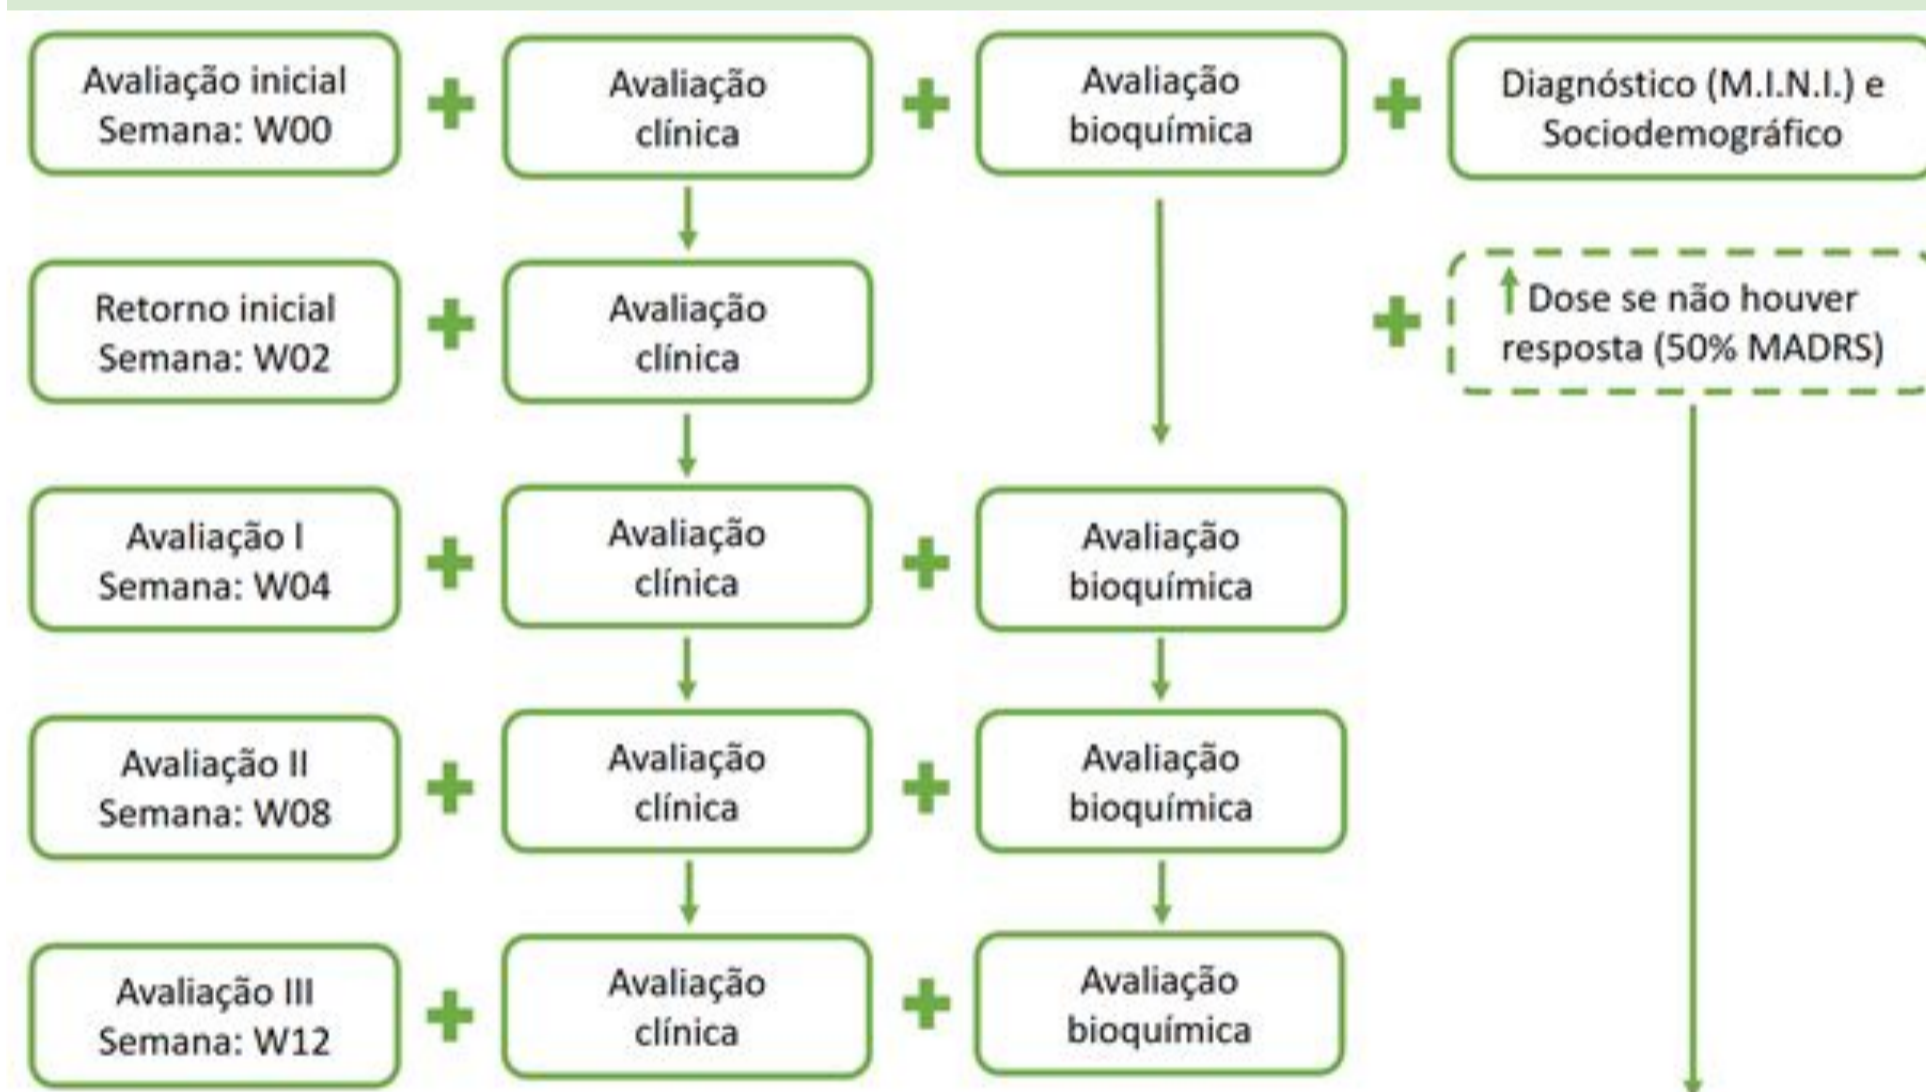 Avaliação inicial
Semana: W00
Avaliação
clínica
Avaliação
bioquímica
Diagnóstico (M.I.N.I.) e
Sociodemográfico
Retorno inicial
Semana: W02
Avaliação
clínica
Dose se não houver
resposta (50% MADRS)
Avaliação I
Semana: W04
Avaliação
clínica
Avaliação
bioquímica
Avaliação II
Semana: W08
Avaliação
clínica
Avaliação
bioquímica
Avaliação III
Semana: W12
Avaliação
clínica
Avaliação
bioquímica